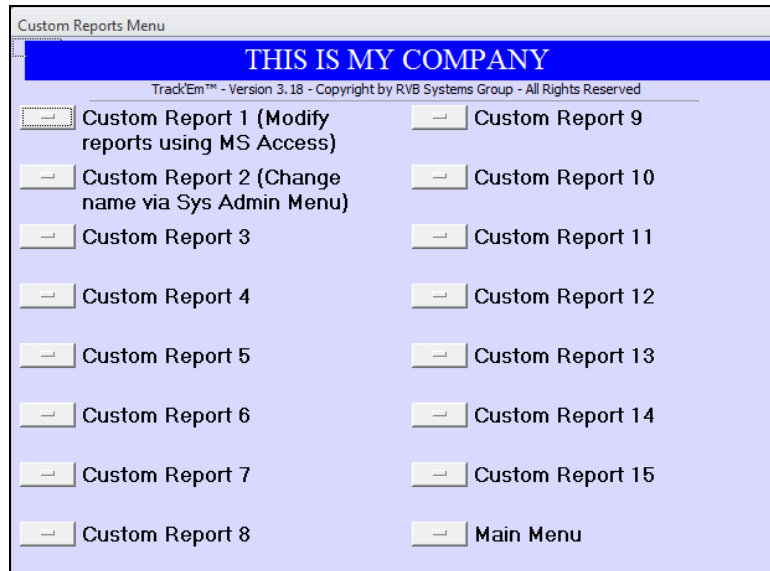 Custom Reports Menu
THIS IS MY COMPANY
Track'Em™ - Version 3.18 - Copyright by RVB Systems Group - All Rights Reserved
Custom Report 1 (Modify
reports using MS Access)
Custom Report 2 (Change
name via Sys Admin Menu)
Custom Report 3
Custom Report 4
Custom Report 5
Custom Report 6
Custom Report 7
Custom Report 8
Custom Report 9
Custom Report 10
Custom Report 11
Custom Report 12
Custom Report 13
Custom Report 14
Custom Report 15
Main Menu